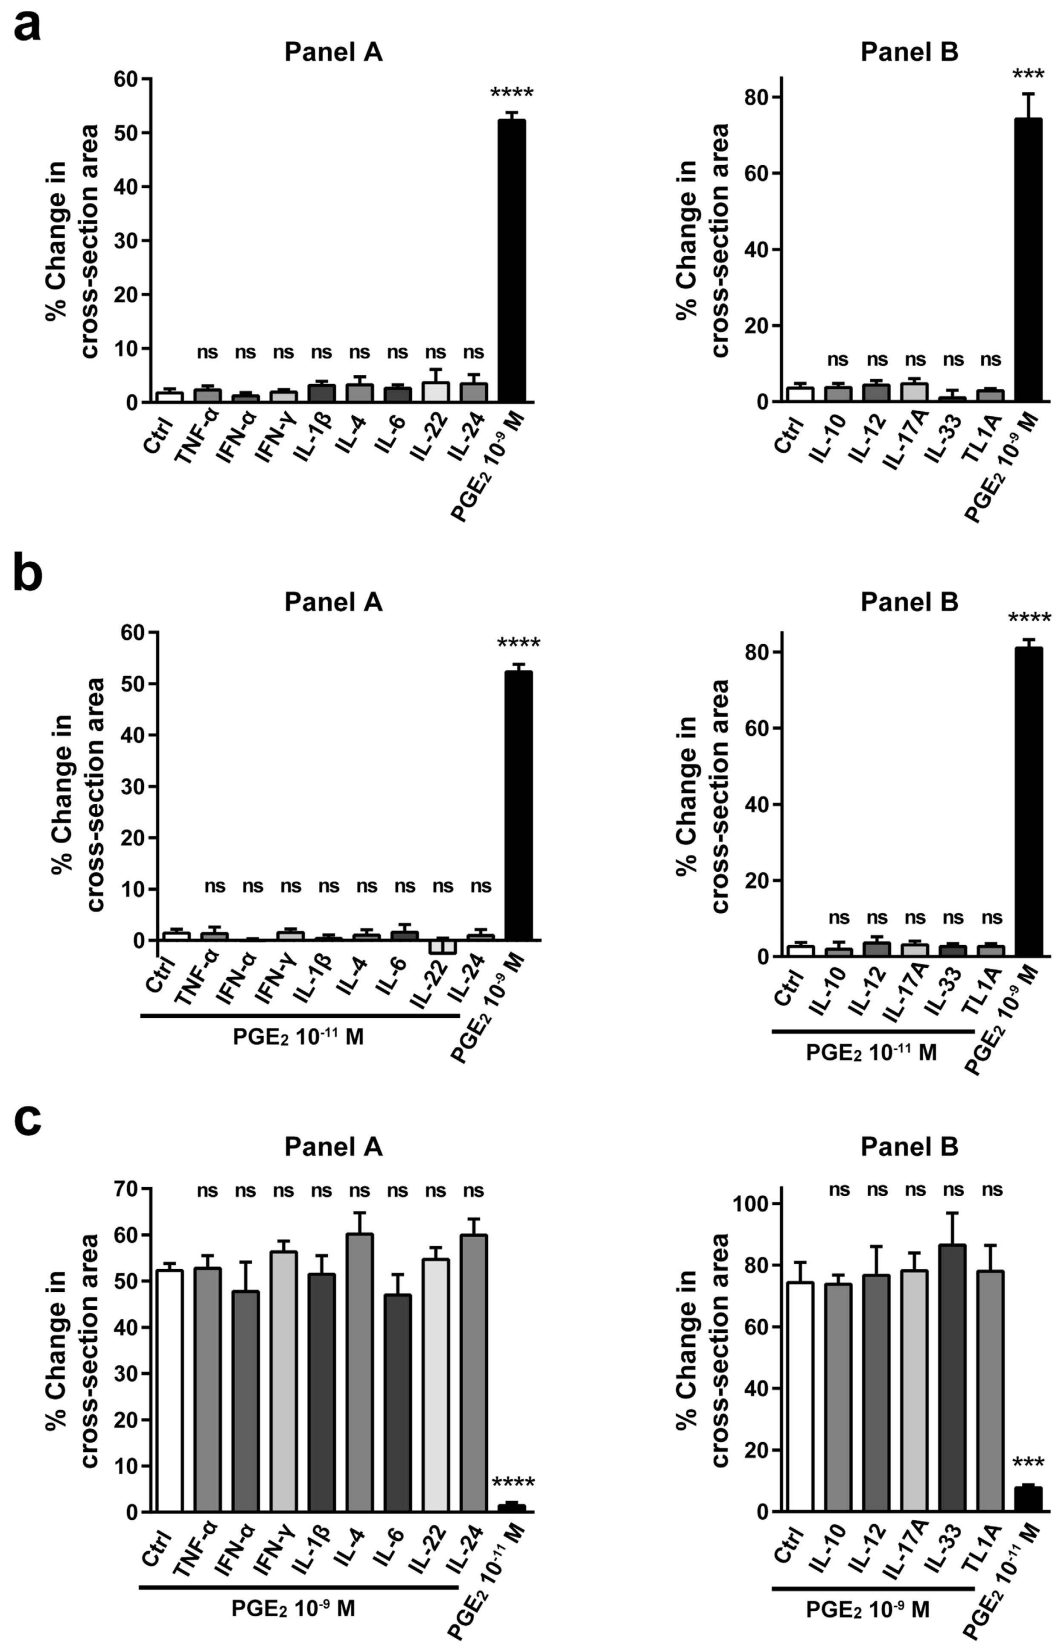 a
Panel A
% Change in
cross-section area
60
50
40
30
20
10
0
****
ns ns ns ns ns ns ns ns
Ctrl TNF-α IFN-α IFN-γ IL-1β IL-4 IL-6 IL-22 IL-24 PGE₂ 10⁻⁹ M
Panel B
% Change in
cross-section area
80
60
40
20
0
***
ns ns ns ns ns
Ctrl IL-10 IL-12 IL-17A IL-33 TL1A PGE₂ 10⁻⁹ M
b
Panel A
% Change in
cross-section area
60
50
40
30
20
10
0
****
ns ns ns ns ns ns ns ns
Ctrl TNF-α IFN-α IFN-γ IL-1β IL-4 IL-6 IL-22 IL-24 PGE₂ 10⁻⁹ M
PGE₂ 10⁻¹¹ M
Panel B
% Change in
cross-section area
80
60
40
20
0
****
ns ns ns ns ns
Ctrl IL-10 IL-12 IL-17A IL-33 TL1A PGE₂ 10⁻⁹ M
PGE₂ 10⁻¹¹ M
c
Panel A
% Change in
cross-section area
70
60
50
40
30
20
10
0
ns ns ns ns ns ns ns ns
****
Ctrl TNF-α IFN-α IFN-γ IL-1β IL-4 IL-6 IL-22 IL-24 PGE₂ 10⁻¹¹ M
PGE₂ 10⁻⁹ M
Panel B
% Change in
cross-section area
100
80
60
40
20
0
ns ns ns ns ns
***
Ctrl IL-10 IL-12 IL-17A IL-33 TL1A PGE₂ 10⁻¹¹ M
PGE₂ 10⁻⁹ M